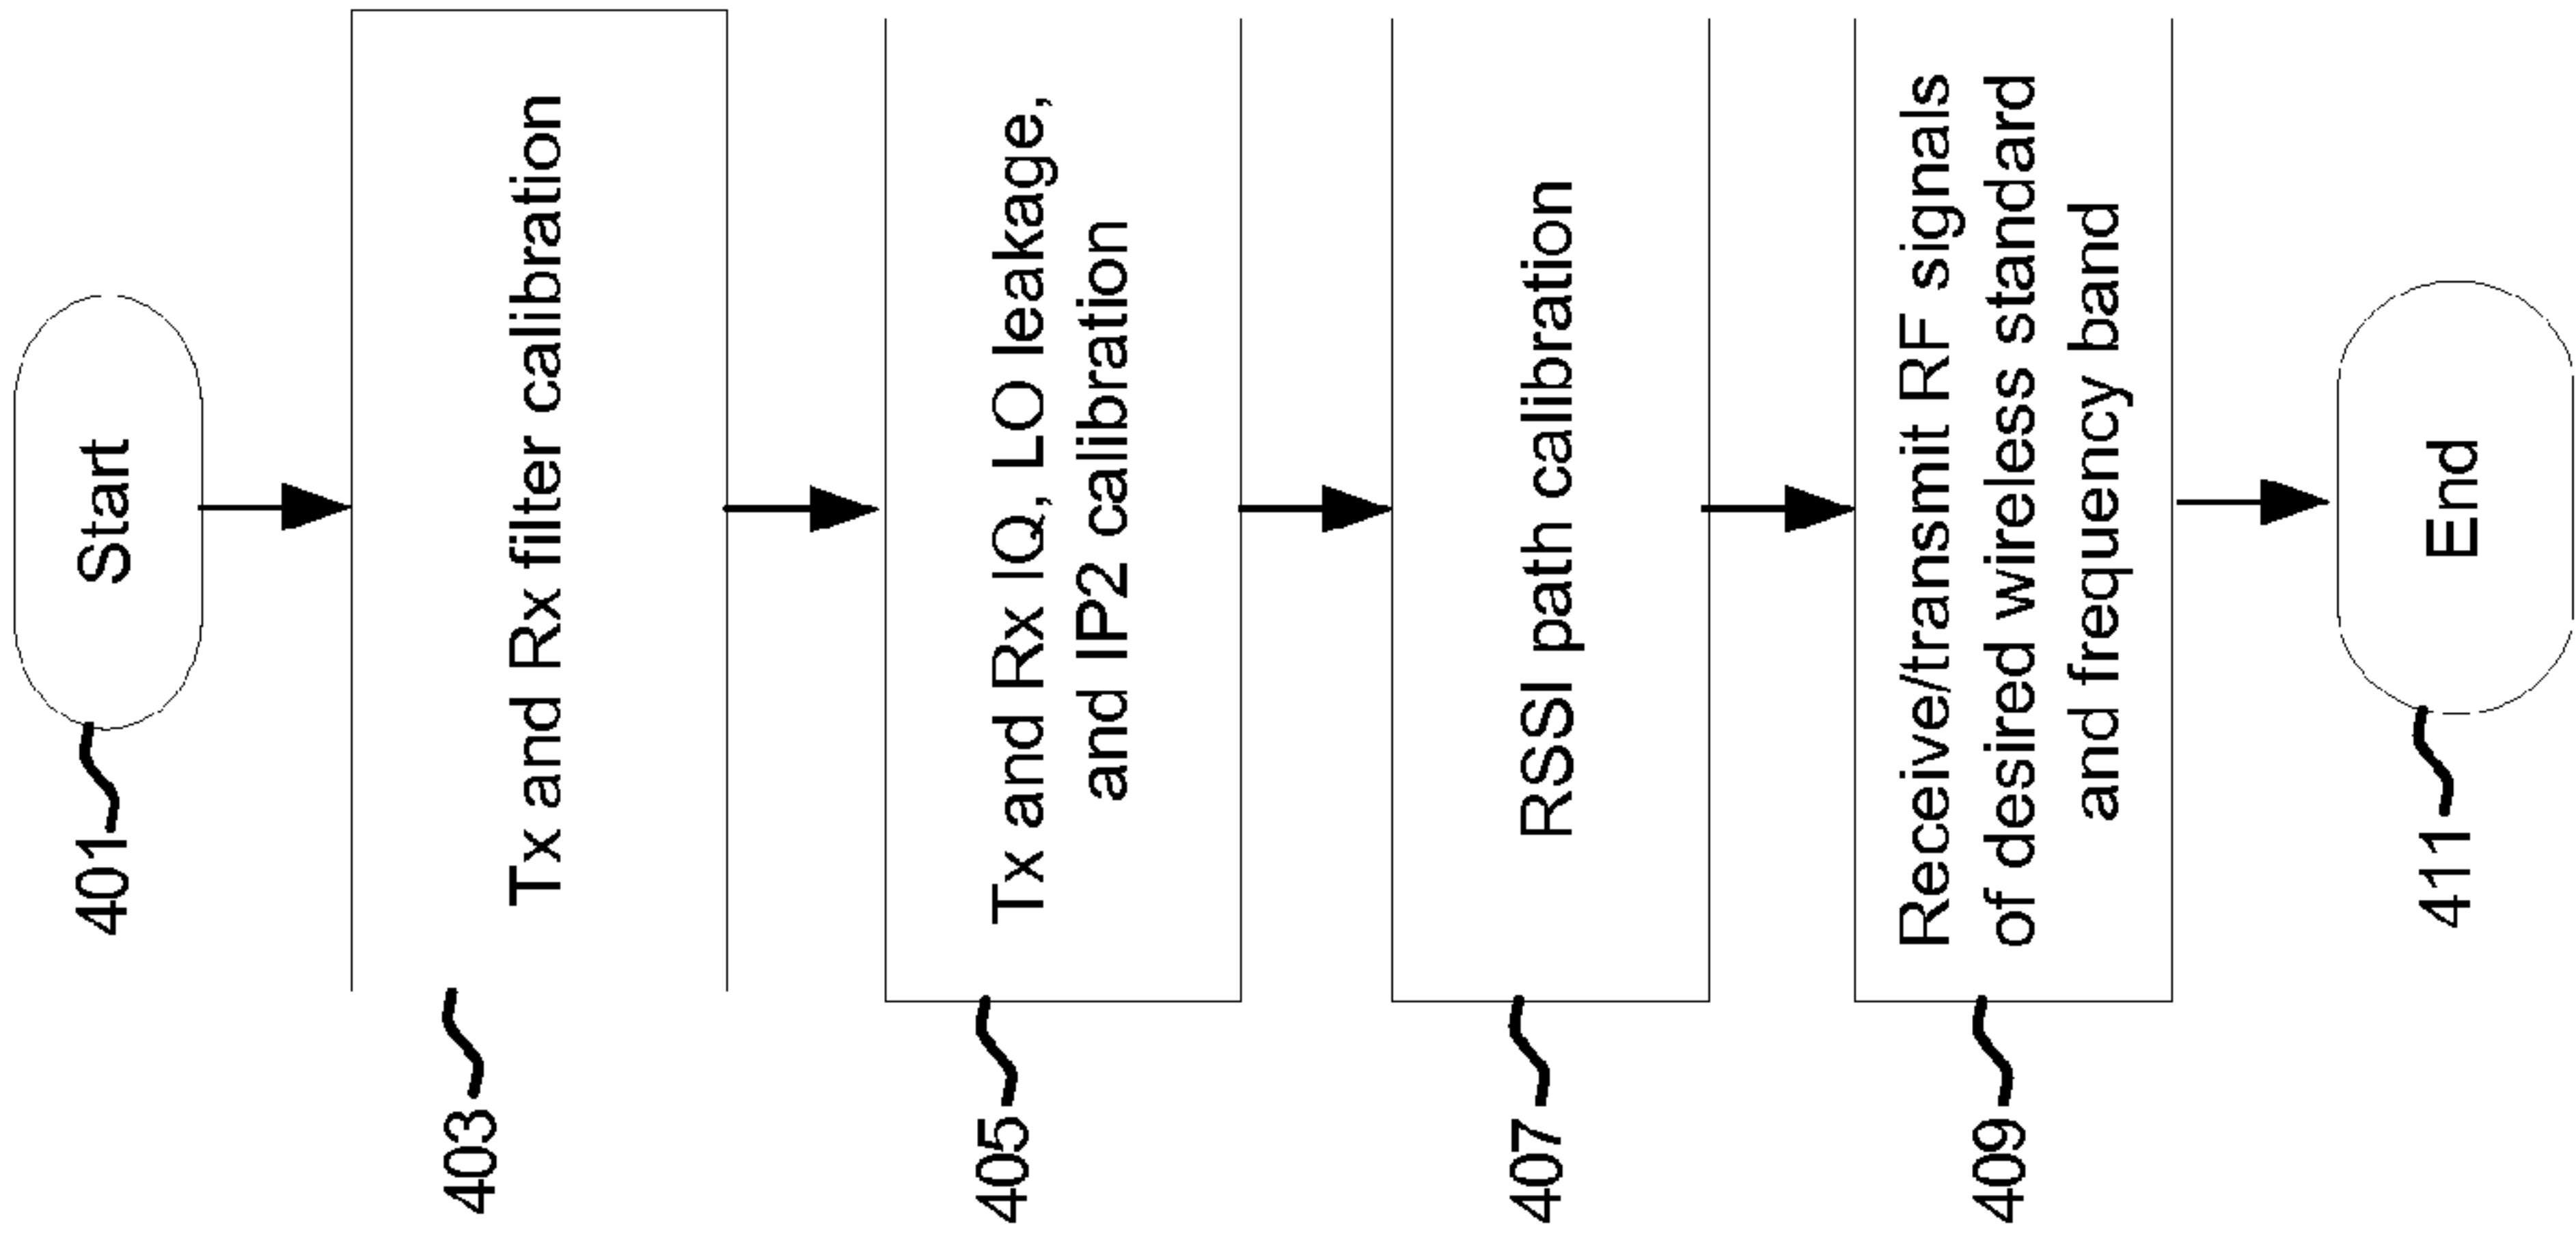 401
Start
403
Tx and Rx filter calibration
405
Tx and Rx IQ, LO leakage,
and IP2 calibration
407
RSSI path calibration
409
Receive/transmit RF signals
of desired wireless standard
and frequency band
411
End